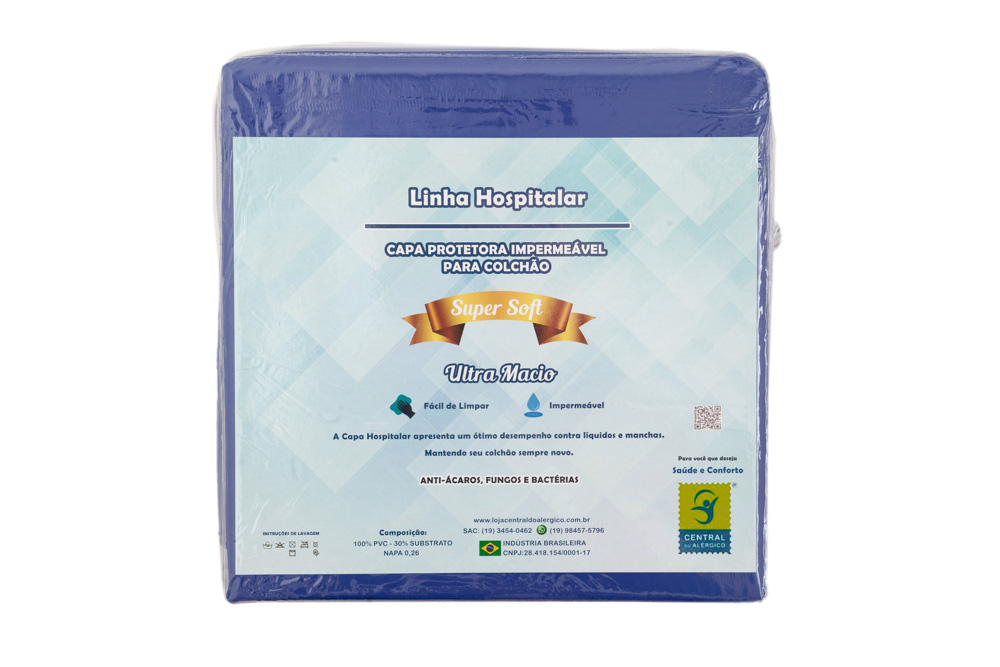 Linha Hospitalar
CAPA PROTETORA IMPERMEÁVEL
PARA COLCHÃO
Super Soft
Ultra Macio
Fácil de Limpar
Impermeável
A Capa Hospitalar apresenta um ótimo desempenho contra líquidos e manchas.
Mantendo seu colchão sempre novo.
ANTI-ÁCAROS, FUNGOS E BACTÉRIAS
Para você que deseja
Saúde e Conforto
®
CENTRAL
DO ALÉRGICO
INSTRUÇÕES DE LAVAGEM
Composição:
100% PVC - 30% SUBSTRATO
NAPA 0,26
www.lojacentraldoalergico.com.br
SAC: (19) 3454-0462 (19) 98457-5796
INDÚSTRIA BRASILEIRA
CNPJ:28.418.154/0001-17